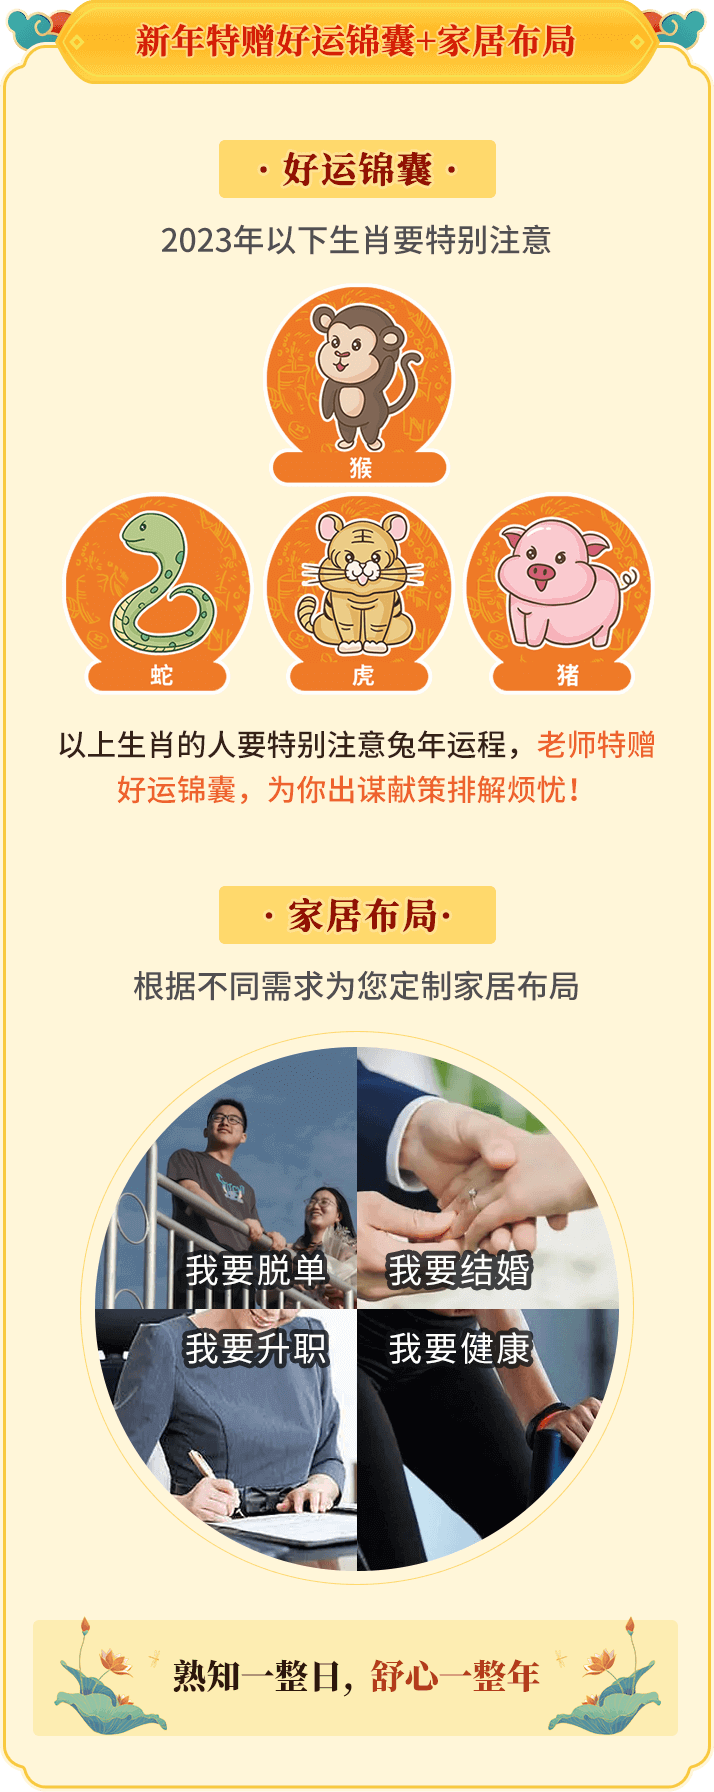 新年特赠好运锦囊+家居布局
· 好运锦囊 ·
2023年以下生肖要特别注意
猴
蛇 虎 猪
以上生肖的人要特别注意兔年运程，老师特赠
好运锦囊，为你出谋献策排解烦忧！
· 家居布局·
根据不同需求为您定制家居布局
我要脱单 我要结婚
我要升职 我要健康
熟知一整日，舒心一整年